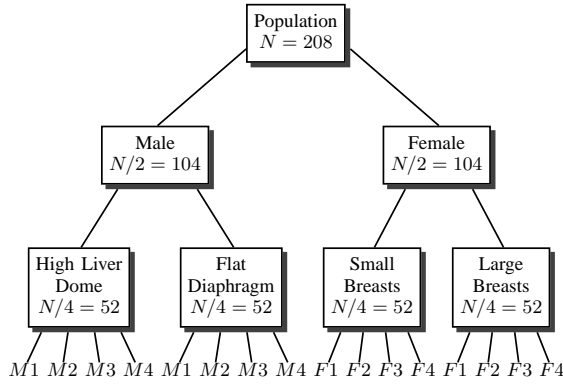 Population
N = 208
Male
N/2 = 104
Female
N/2 = 104
High Liver
Dome
N/4 = 52
Flat
Diaphragm
N/4 = 52
Small
Breasts
N/4 = 52
Large
Breasts
N/4 = 52
M1 M2 M3 M4 M1 M2 M3 M4 F1 F2 F3 F4 F1 F2 F3 F4